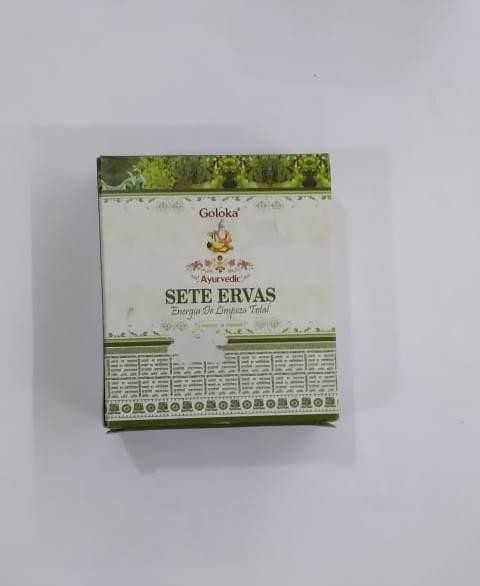 Goloka®
Ayurvedic
SETE ERVAS
Energia De Limpeza Total